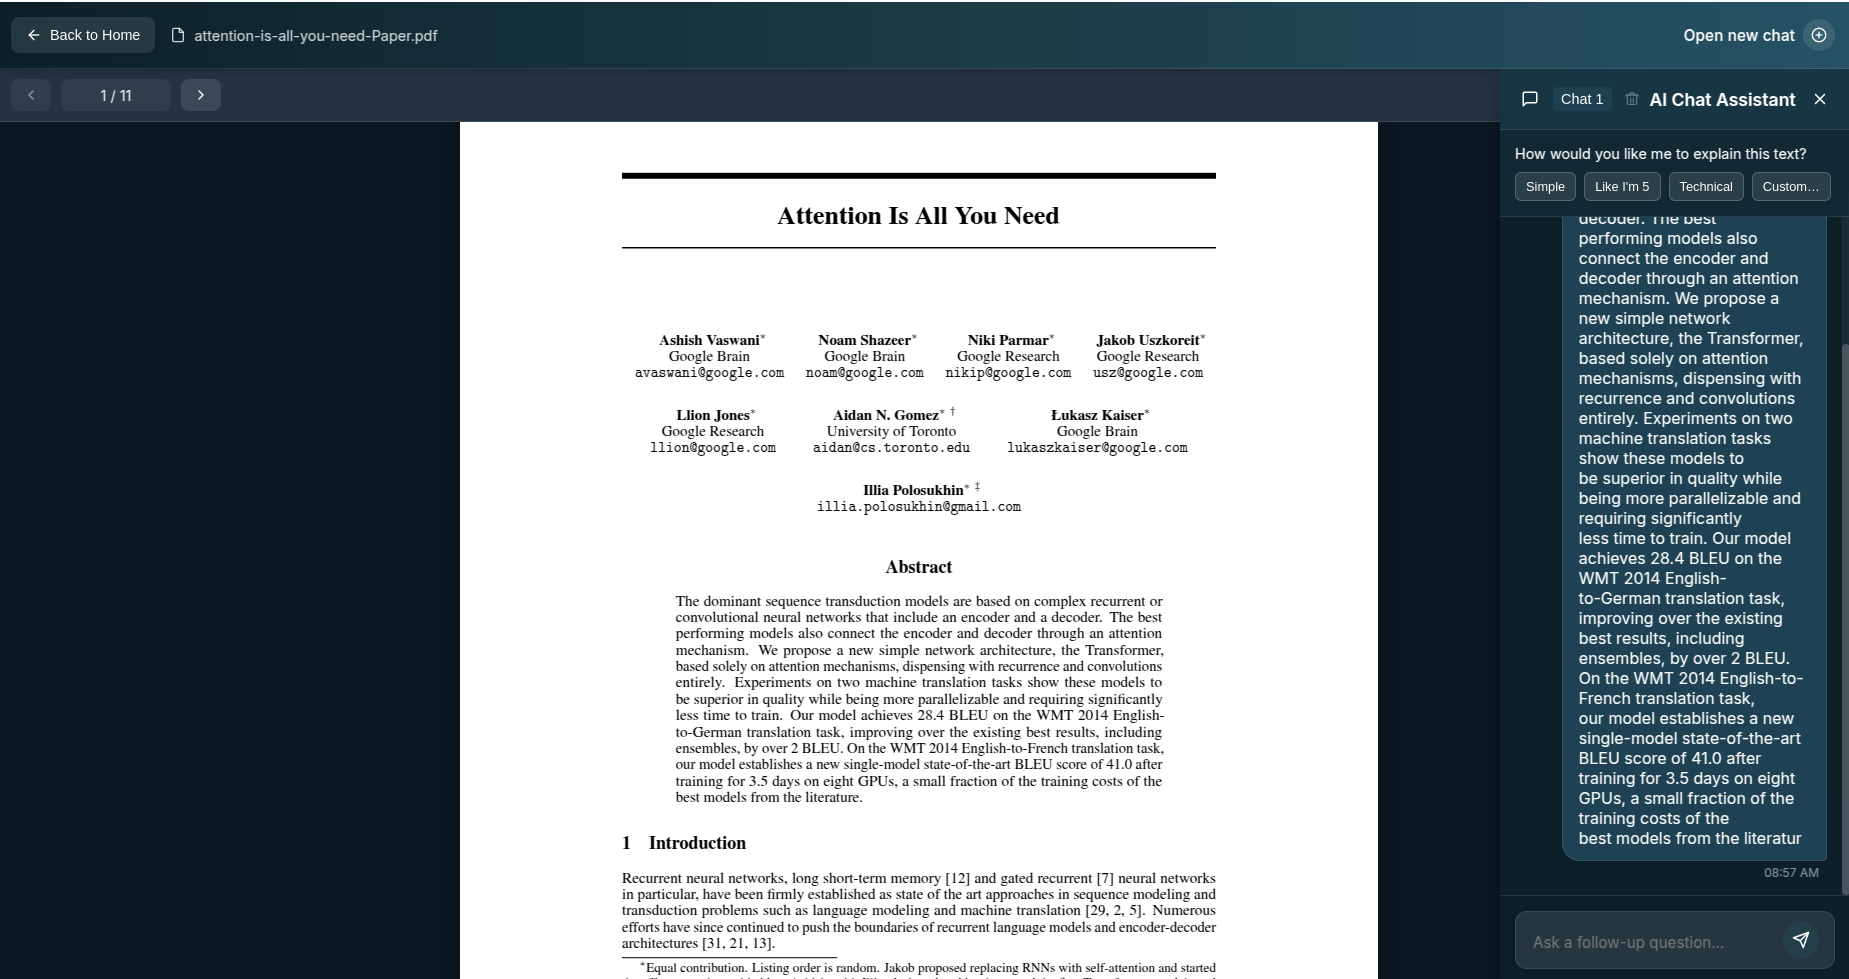 Back to Home
attention-is-all-you-need-Paper.pdf
Open new chat
1 / 11
Attention Is All You Need
Ashish Vaswani*
Google Brain
avaswani@google.com
Noam Shazeer*
Google Brain
noam@google.com
Niki Parmar*
Google Research
nikip@google.com
Jakob Uszkoreit*
Google Research
usz@google.com
Llion Jones*
Google Research
llion@google.com
Aidan N. Gomez* †
University of Toronto
aidan@cs.toronto.edu
Łukasz Kaiser*
Google Brain
lukaszkaiser@google.com
Illia Polosukhin* ‡
illia.polosukhin@gmail.com
Abstract
The dominant sequence transduction models are based on complex recurrent or
convolutional neural networks that include an encoder and a decoder. The best
performing models also connect the encoder and decoder through an attention
mechanism. We propose a new simple network architecture, the Transformer,
based solely on attention mechanisms, dispensing with recurrence and convolutions
entirely. Experiments on two machine translation tasks show these models to
be superior in quality while being more parallelizable and requiring significantly
less time to train. Our model achieves 28.4 BLEU on the WMT 2014 English-
to-German translation task, improving over the existing best results, including
ensembles, by over 2 BLEU. On the WMT 2014 English-to-French translation task,
our model establishes a new single-model state-of-the-art BLEU score of 41.0 after
training for 3.5 days on eight GPUs, a small fraction of the training costs of the
best models from the literature.
1 Introduction
Recurrent neural networks, long short-term memory [12] and gated recurrent [7] neural networks
in particular, have been firmly established as state of the art approaches in sequence modeling and
transduction problems such as language modeling and machine translation [29, 2, 5]. Numerous
efforts have since continued to push the boundaries of recurrent language models and encoder-decoder
architectures [31, 21, 13].
*Equal contribution. Listing order is random. Jakob proposed replacing RNNs with self-attention and started
Chat 1
AI Chat Assistant
How would you like me to explain this text?
Simple
Like I'm 5
Technical
Custom...
decoder. The best
performing models also
connect the encoder and
decoder through an attention
mechanism. We propose a
new simple network
architecture, the Transformer,
based solely on attention
mechanisms, dispensing with
recurrence and convolutions
entirely. Experiments on two
machine translation tasks
show these models to
be superior in quality while
being more parallelizable and
requiring significantly
less time to train. Our model
achieves 28.4 BLEU on the
WMT 2014 English-
to-German translation task,
improving over the existing
best results, including
ensembles, by over 2 BLEU.
On the WMT 2014 English-to-
French translation task,
our model establishes a new
single-model state-of-the-art
BLEU score of 41.0 after
training for 3.5 days on eight
GPUs, a small fraction of the
training costs of the
best models from the literatur
08:57 AM
Ask a follow-up question...